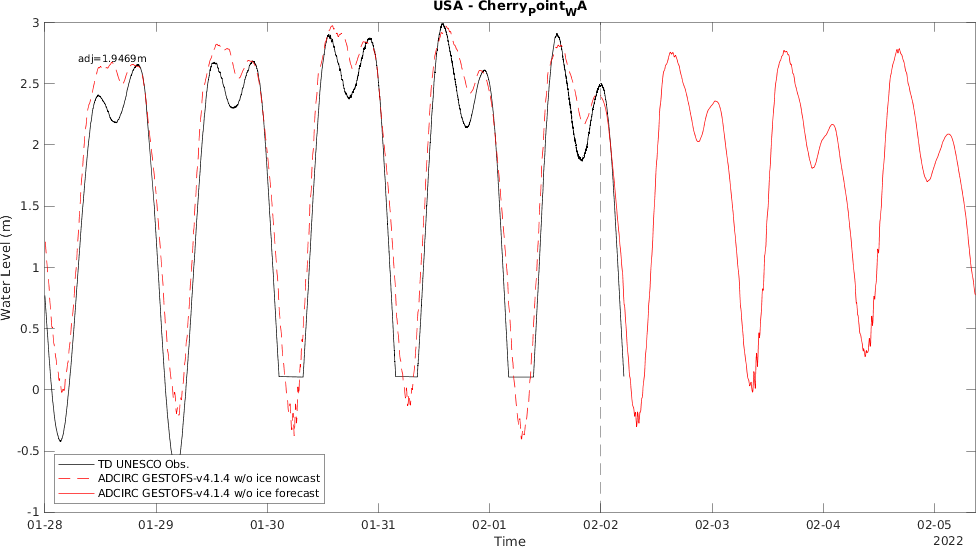 USA - CherryPointWA
adj=1.9469m
3
2.5
2
1.5
1
0.5
0
-0.5
-1
Water Level (m)
TD UNESCO Obs.
ADCIRC GESTOFS-v4.1.4 w/o ice nowcast
ADCIRC GESTOFS-v4.1.4 w/o ice forecast
01-28 01-29 01-30 01-31 02-01 02-02 02-03 02-04 02-05
Time
2022